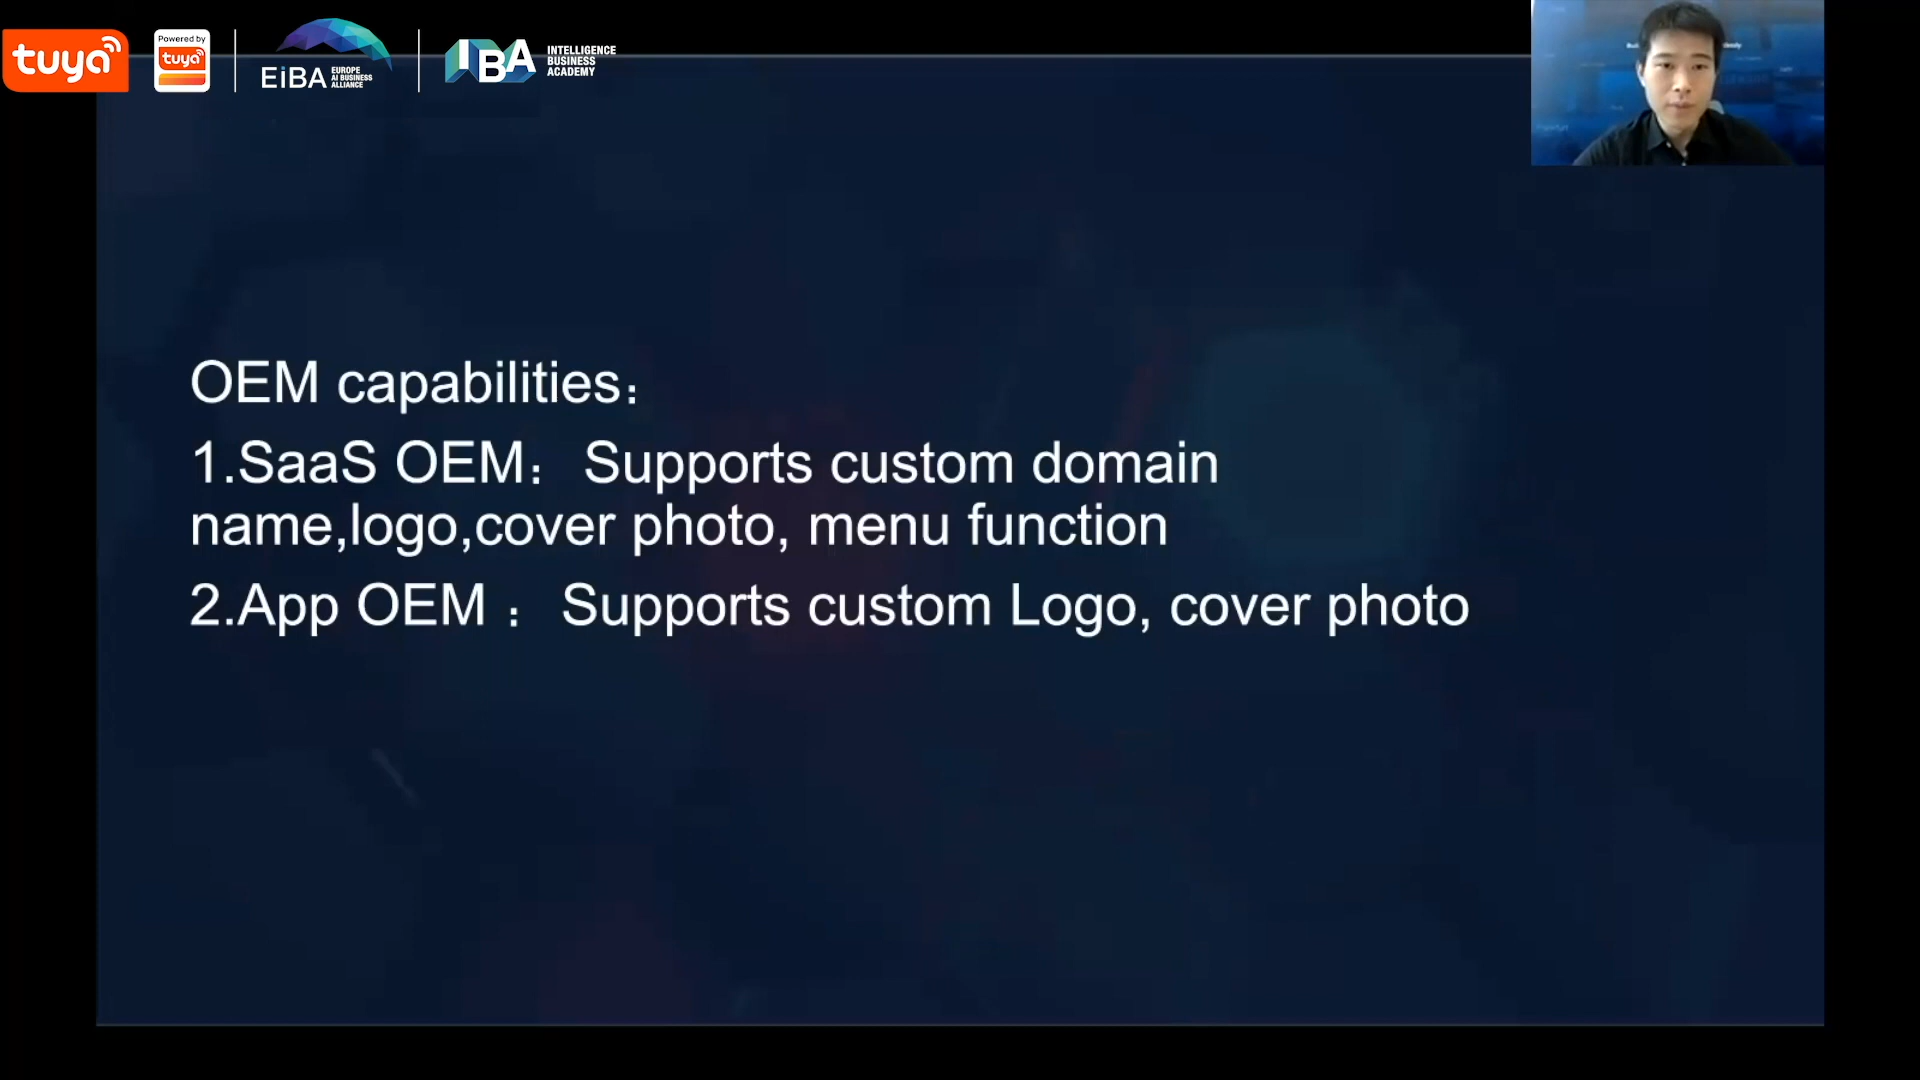 tuya
Powered by
tuya
EiBA EUROPE
AI BUSINESS
ALLIANCE
IBA INTELLIGENCE
BUSINESS
ACADEMY
OEM capabilities：
1.SaaS OEM： Supports custom domain
name,logo,cover photo, menu function
2.App OEM ： Supports custom Logo, cover photo